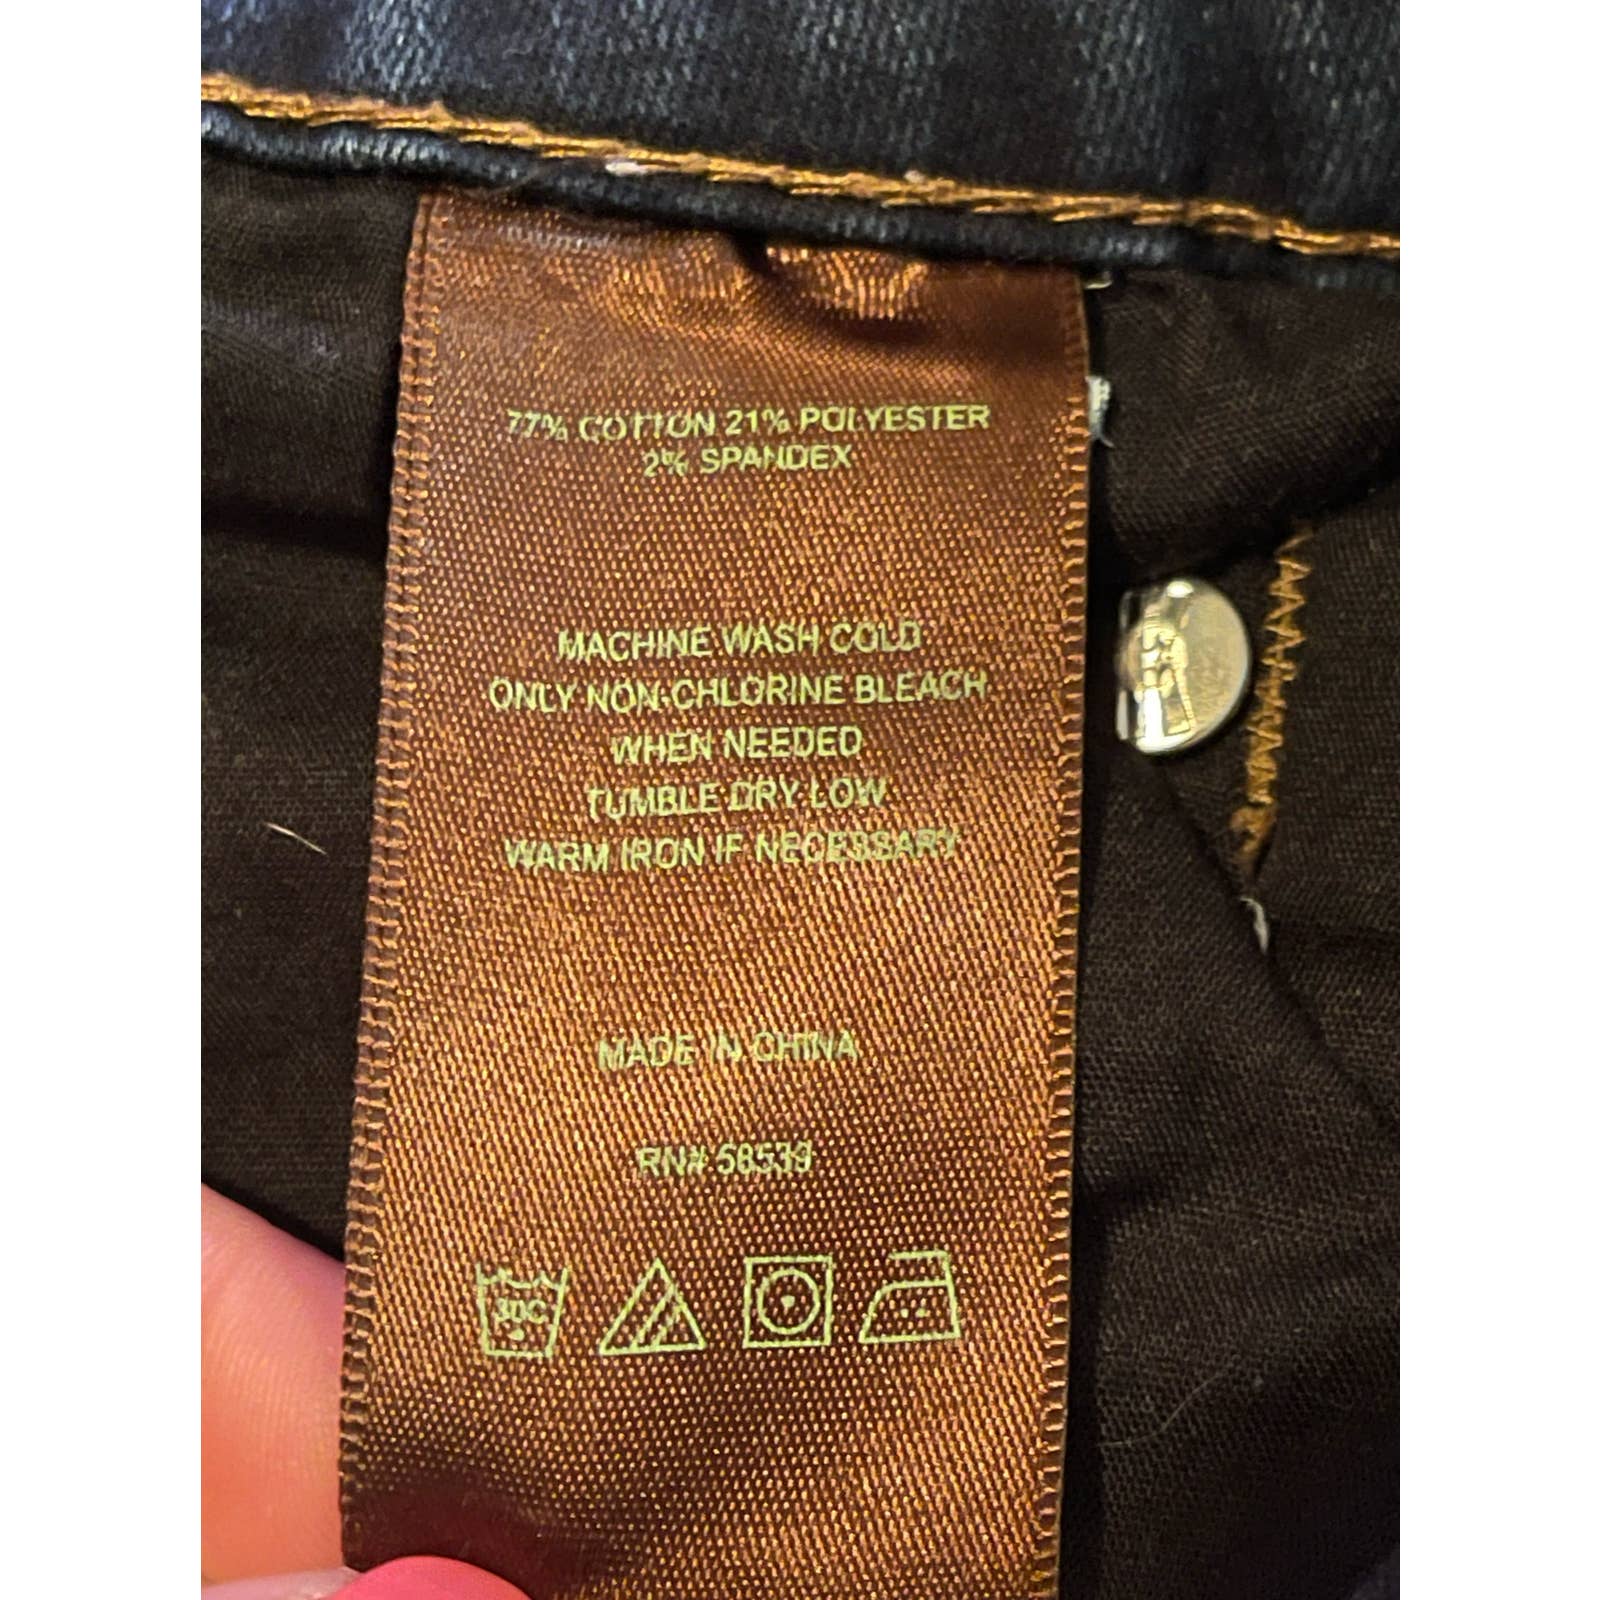 77% COTTON 21% POLYESTER
2% SPANDEX
MACHINE WASH COLD
ONLY NON-CHLORINE BLEACH
WHEN NEEDED
TUMBLE DRY LOW
WARM IRON IF NECESSARY
MADE IN CHINA
RN# 58539
30C